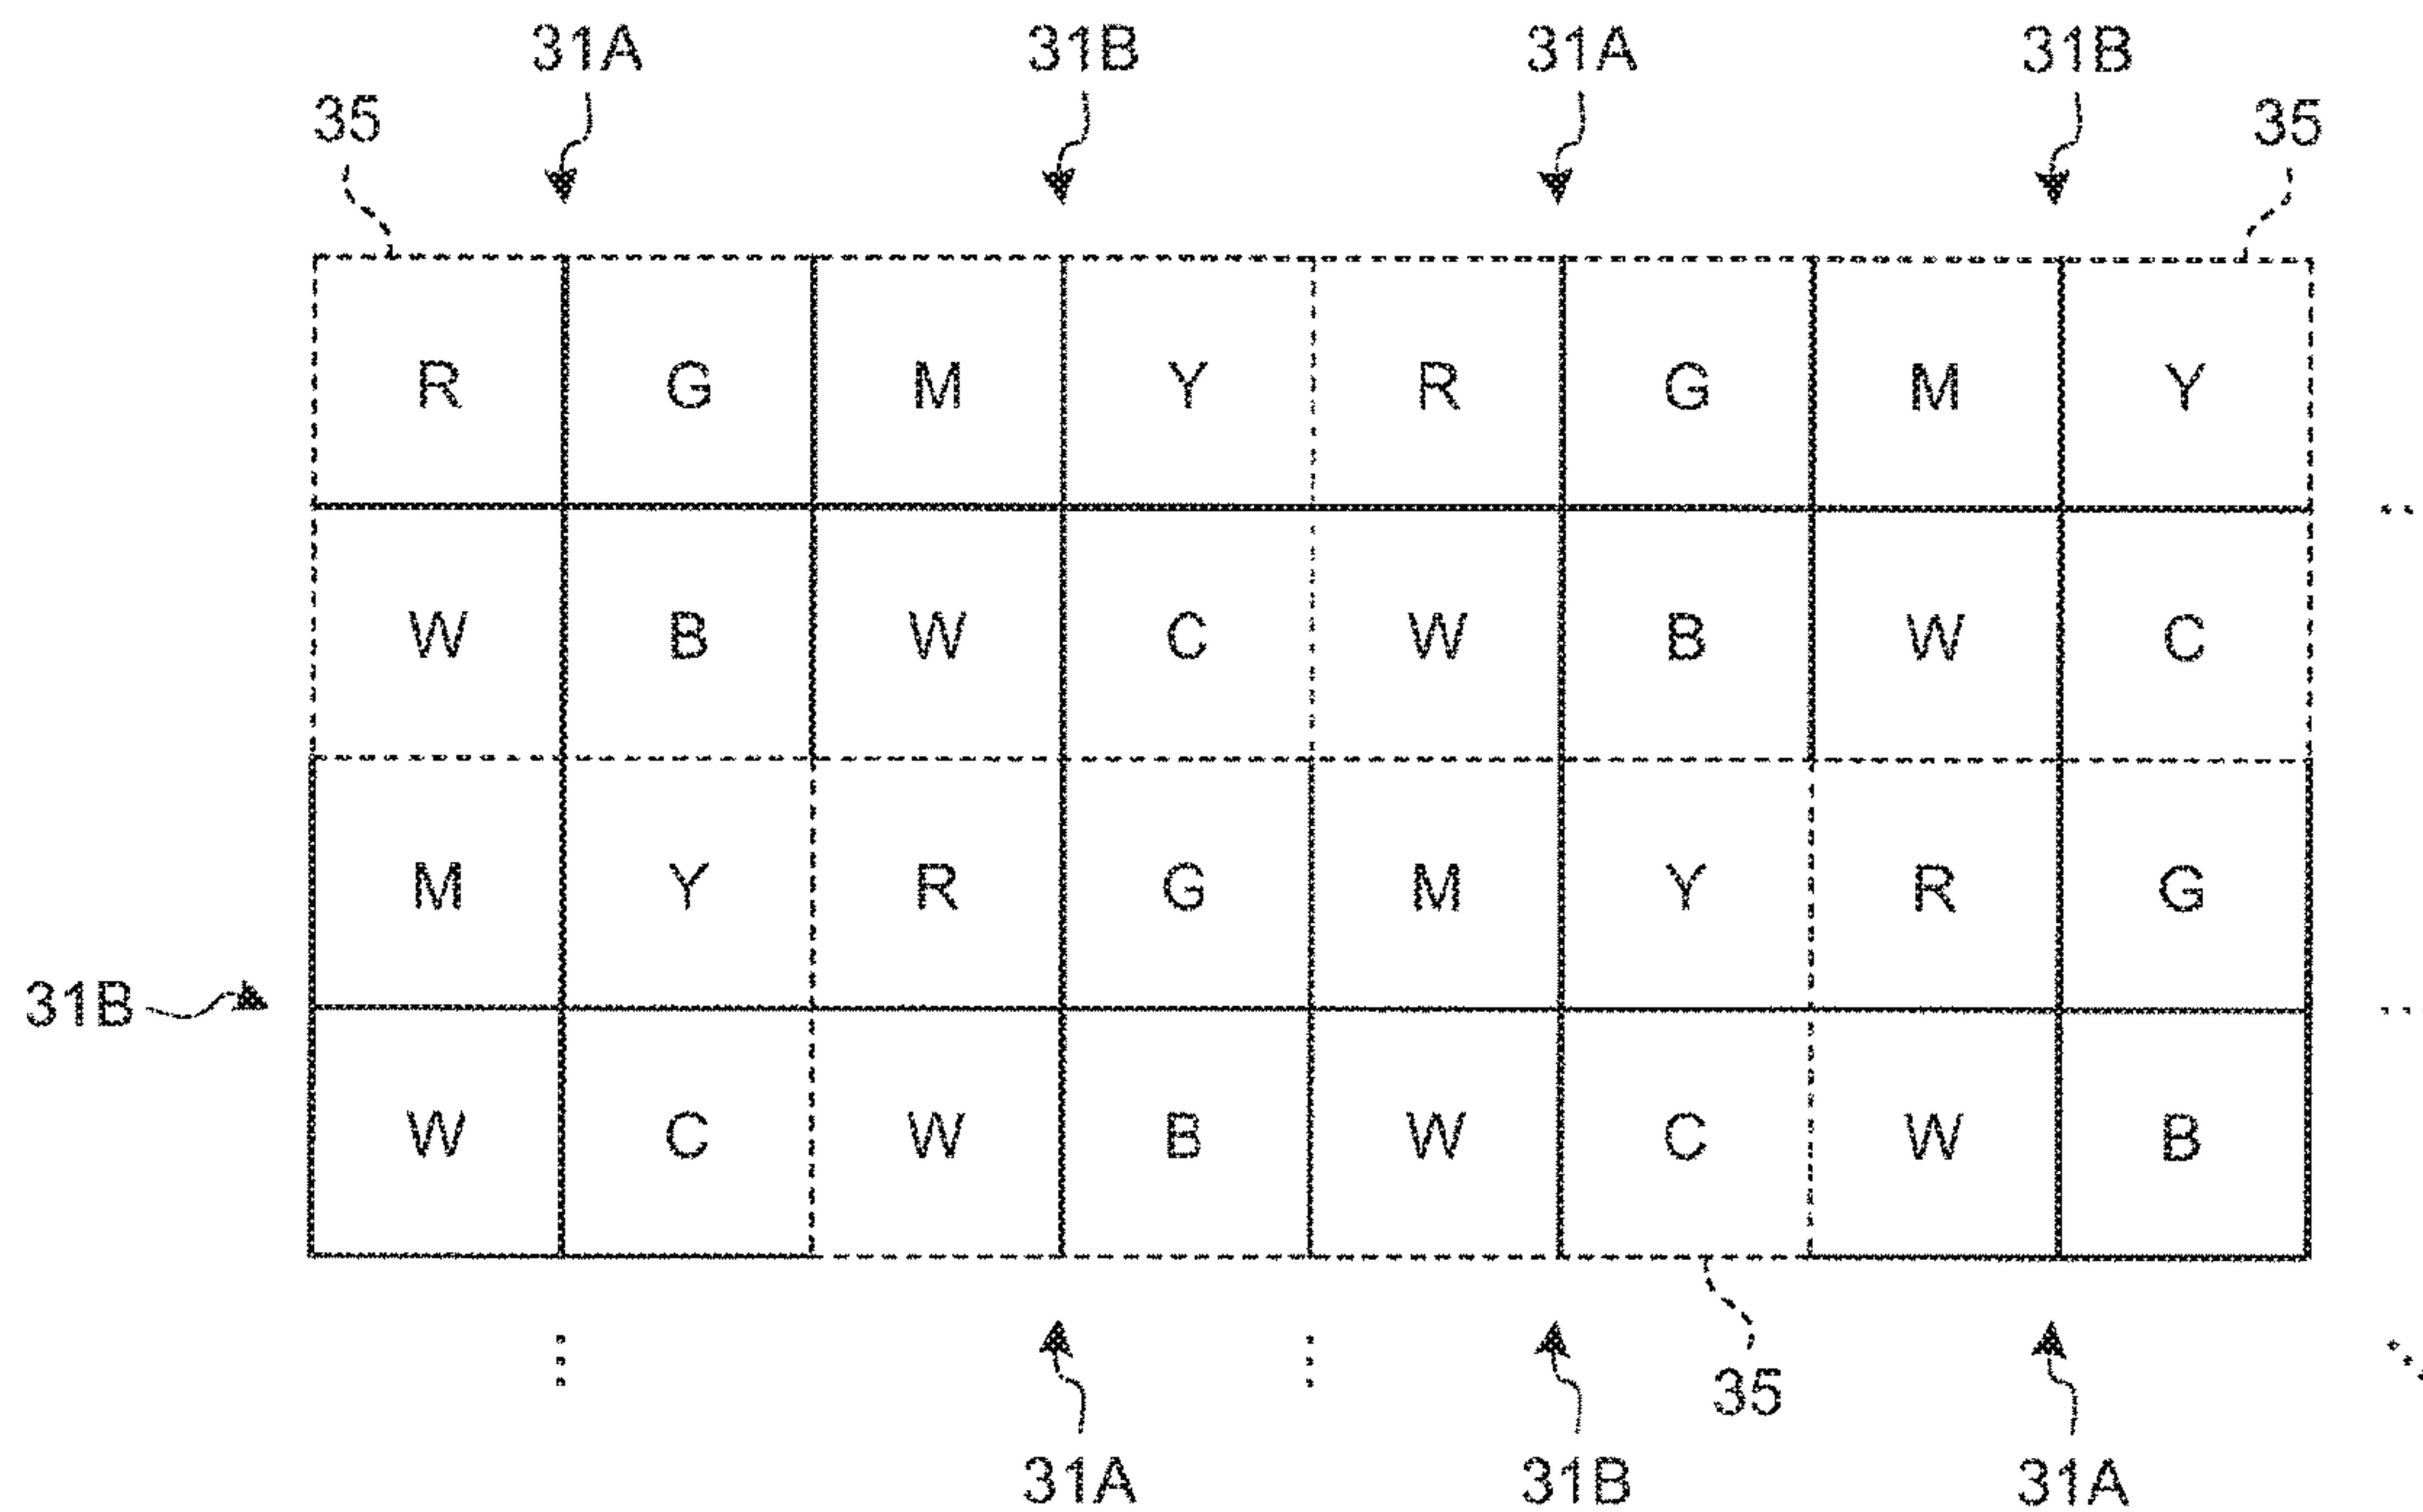 31A 31B 31A 31B
35 35
R G M Y R G M Y
W B W C W B W C
M Y R G M Y R G
31B
W C W B W C W B
35
31A 31B 31A